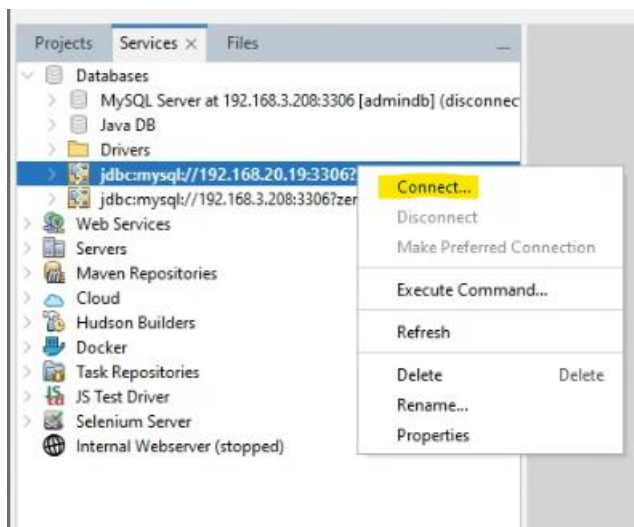 Projects Services × Files
Databases
MySQL Server at 192.168.3.208:3306 [admindb] (disconnec
Java DB
Drivers
jdbc:mysql://192.168.20.19:3306?
jdbc:mysql://192.168.3.208:3306?zer
Web Services
Servers
Maven Repositories
Cloud
Hudson Builders
Docker
Task Repositories
JS Test Driver
Selenium Server
Internal Webserver (stopped)
Connect...
Disconnect
Make Preferred Connection
Execute Command...
Refresh
Delete Delete
Rename...
Properties